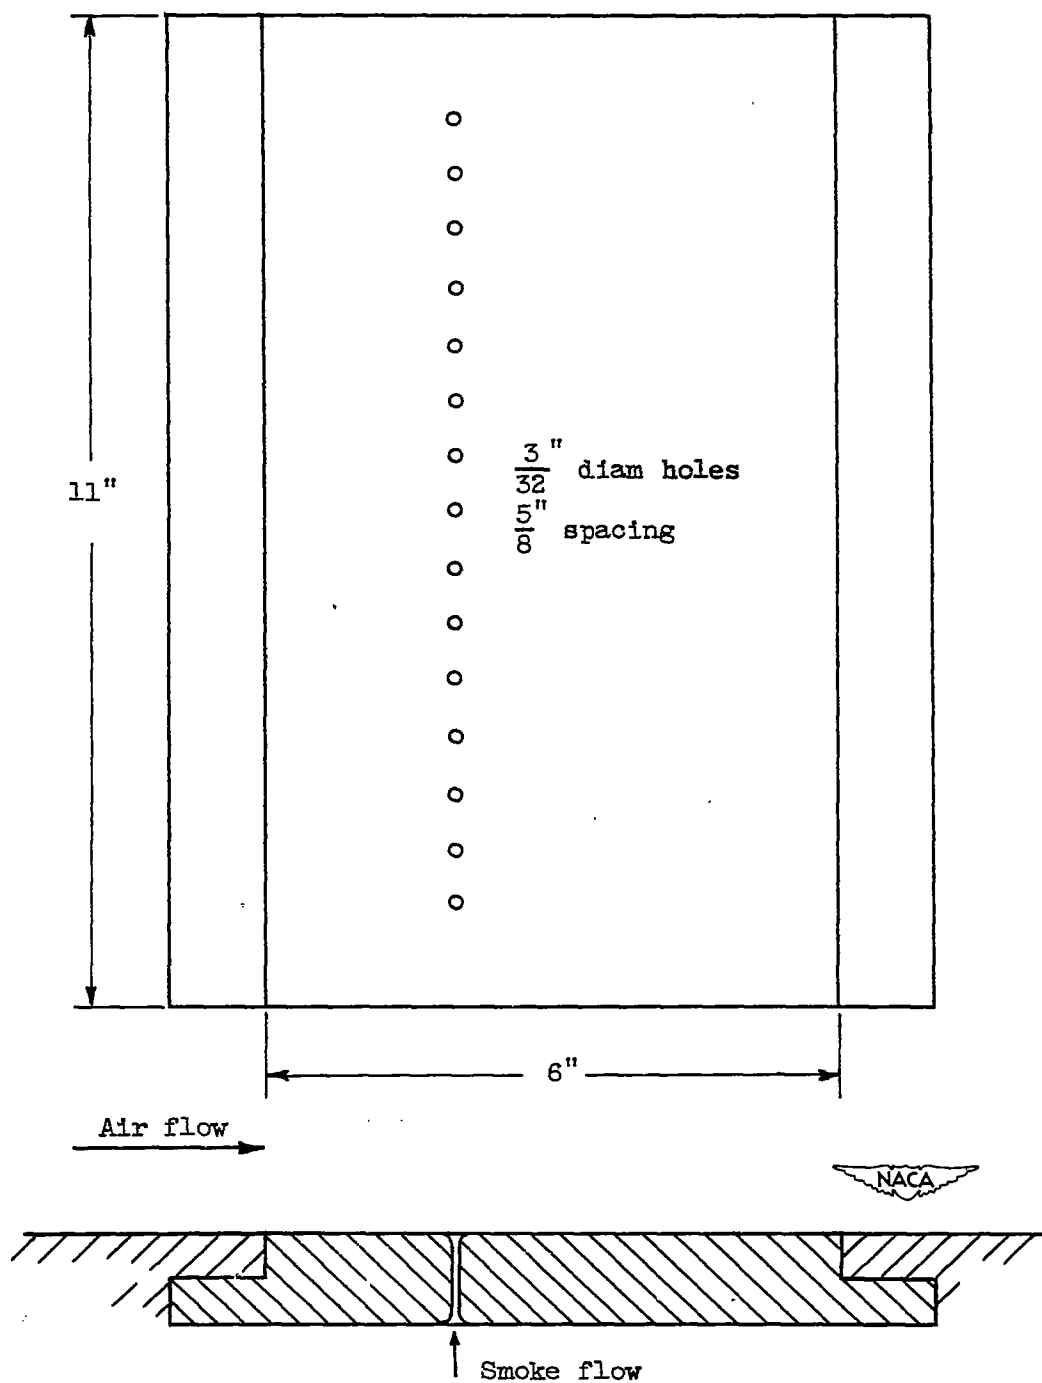 11"
3/32" diam holes
5/8" spacing
6"
Air flow
NACA
Smoke flow